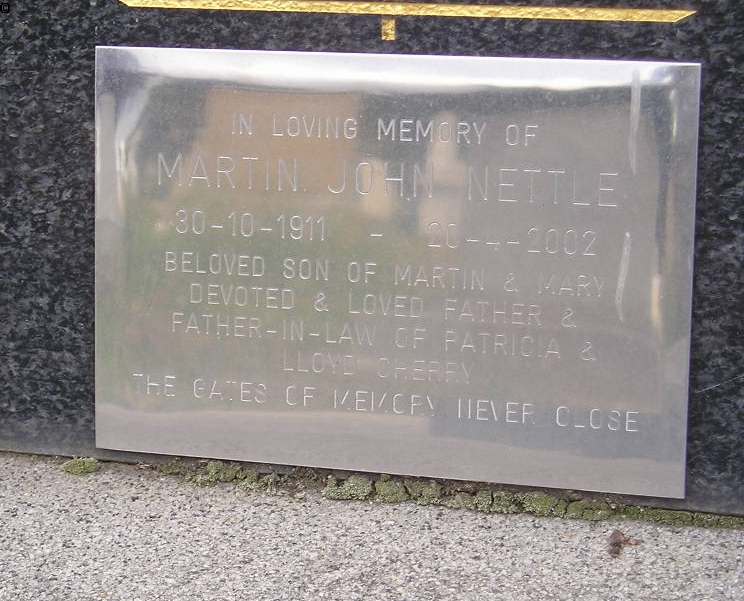 IN LOVING MEMORY OF
MARTIN JOHN NETTLE
30-10-1911 - 20-4-2002
BELOVED SON OF MARTIN & MARY
DEVOTED & LOVED FATHER &
FATHER-IN-LAW OF PATRICIA &
LLOYD CHERRY
THE GATES OF MEMORY NEVER CLOSE